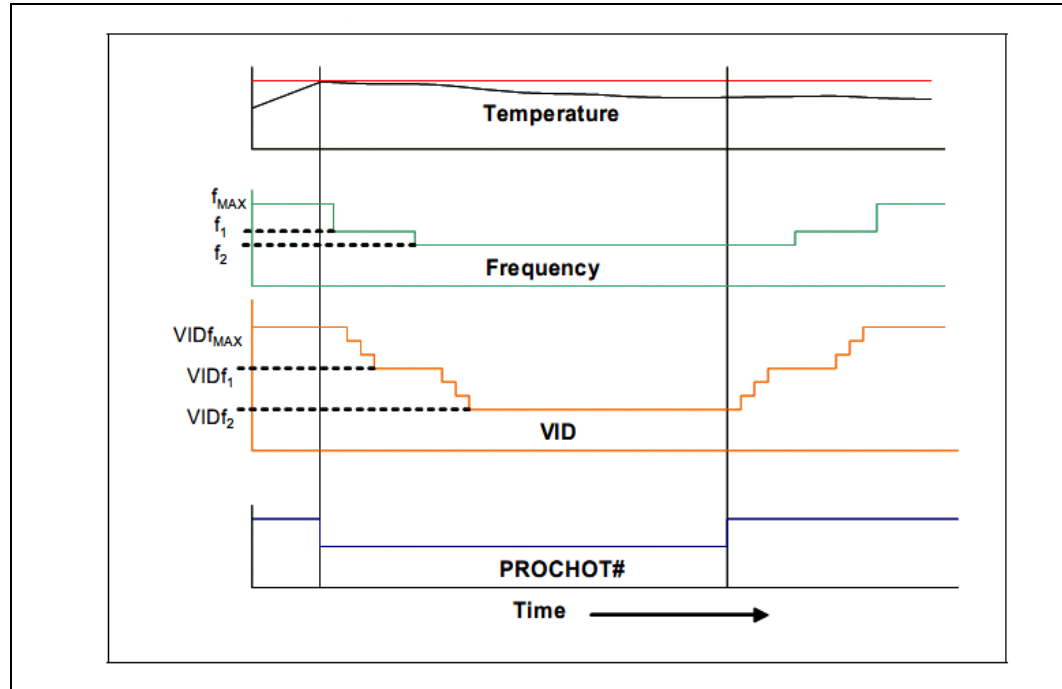 Temperature
fMAX
f1
f2
Frequency
VIDfMAX
VIDf1
VIDf2
VID
PROCHOT#
Time